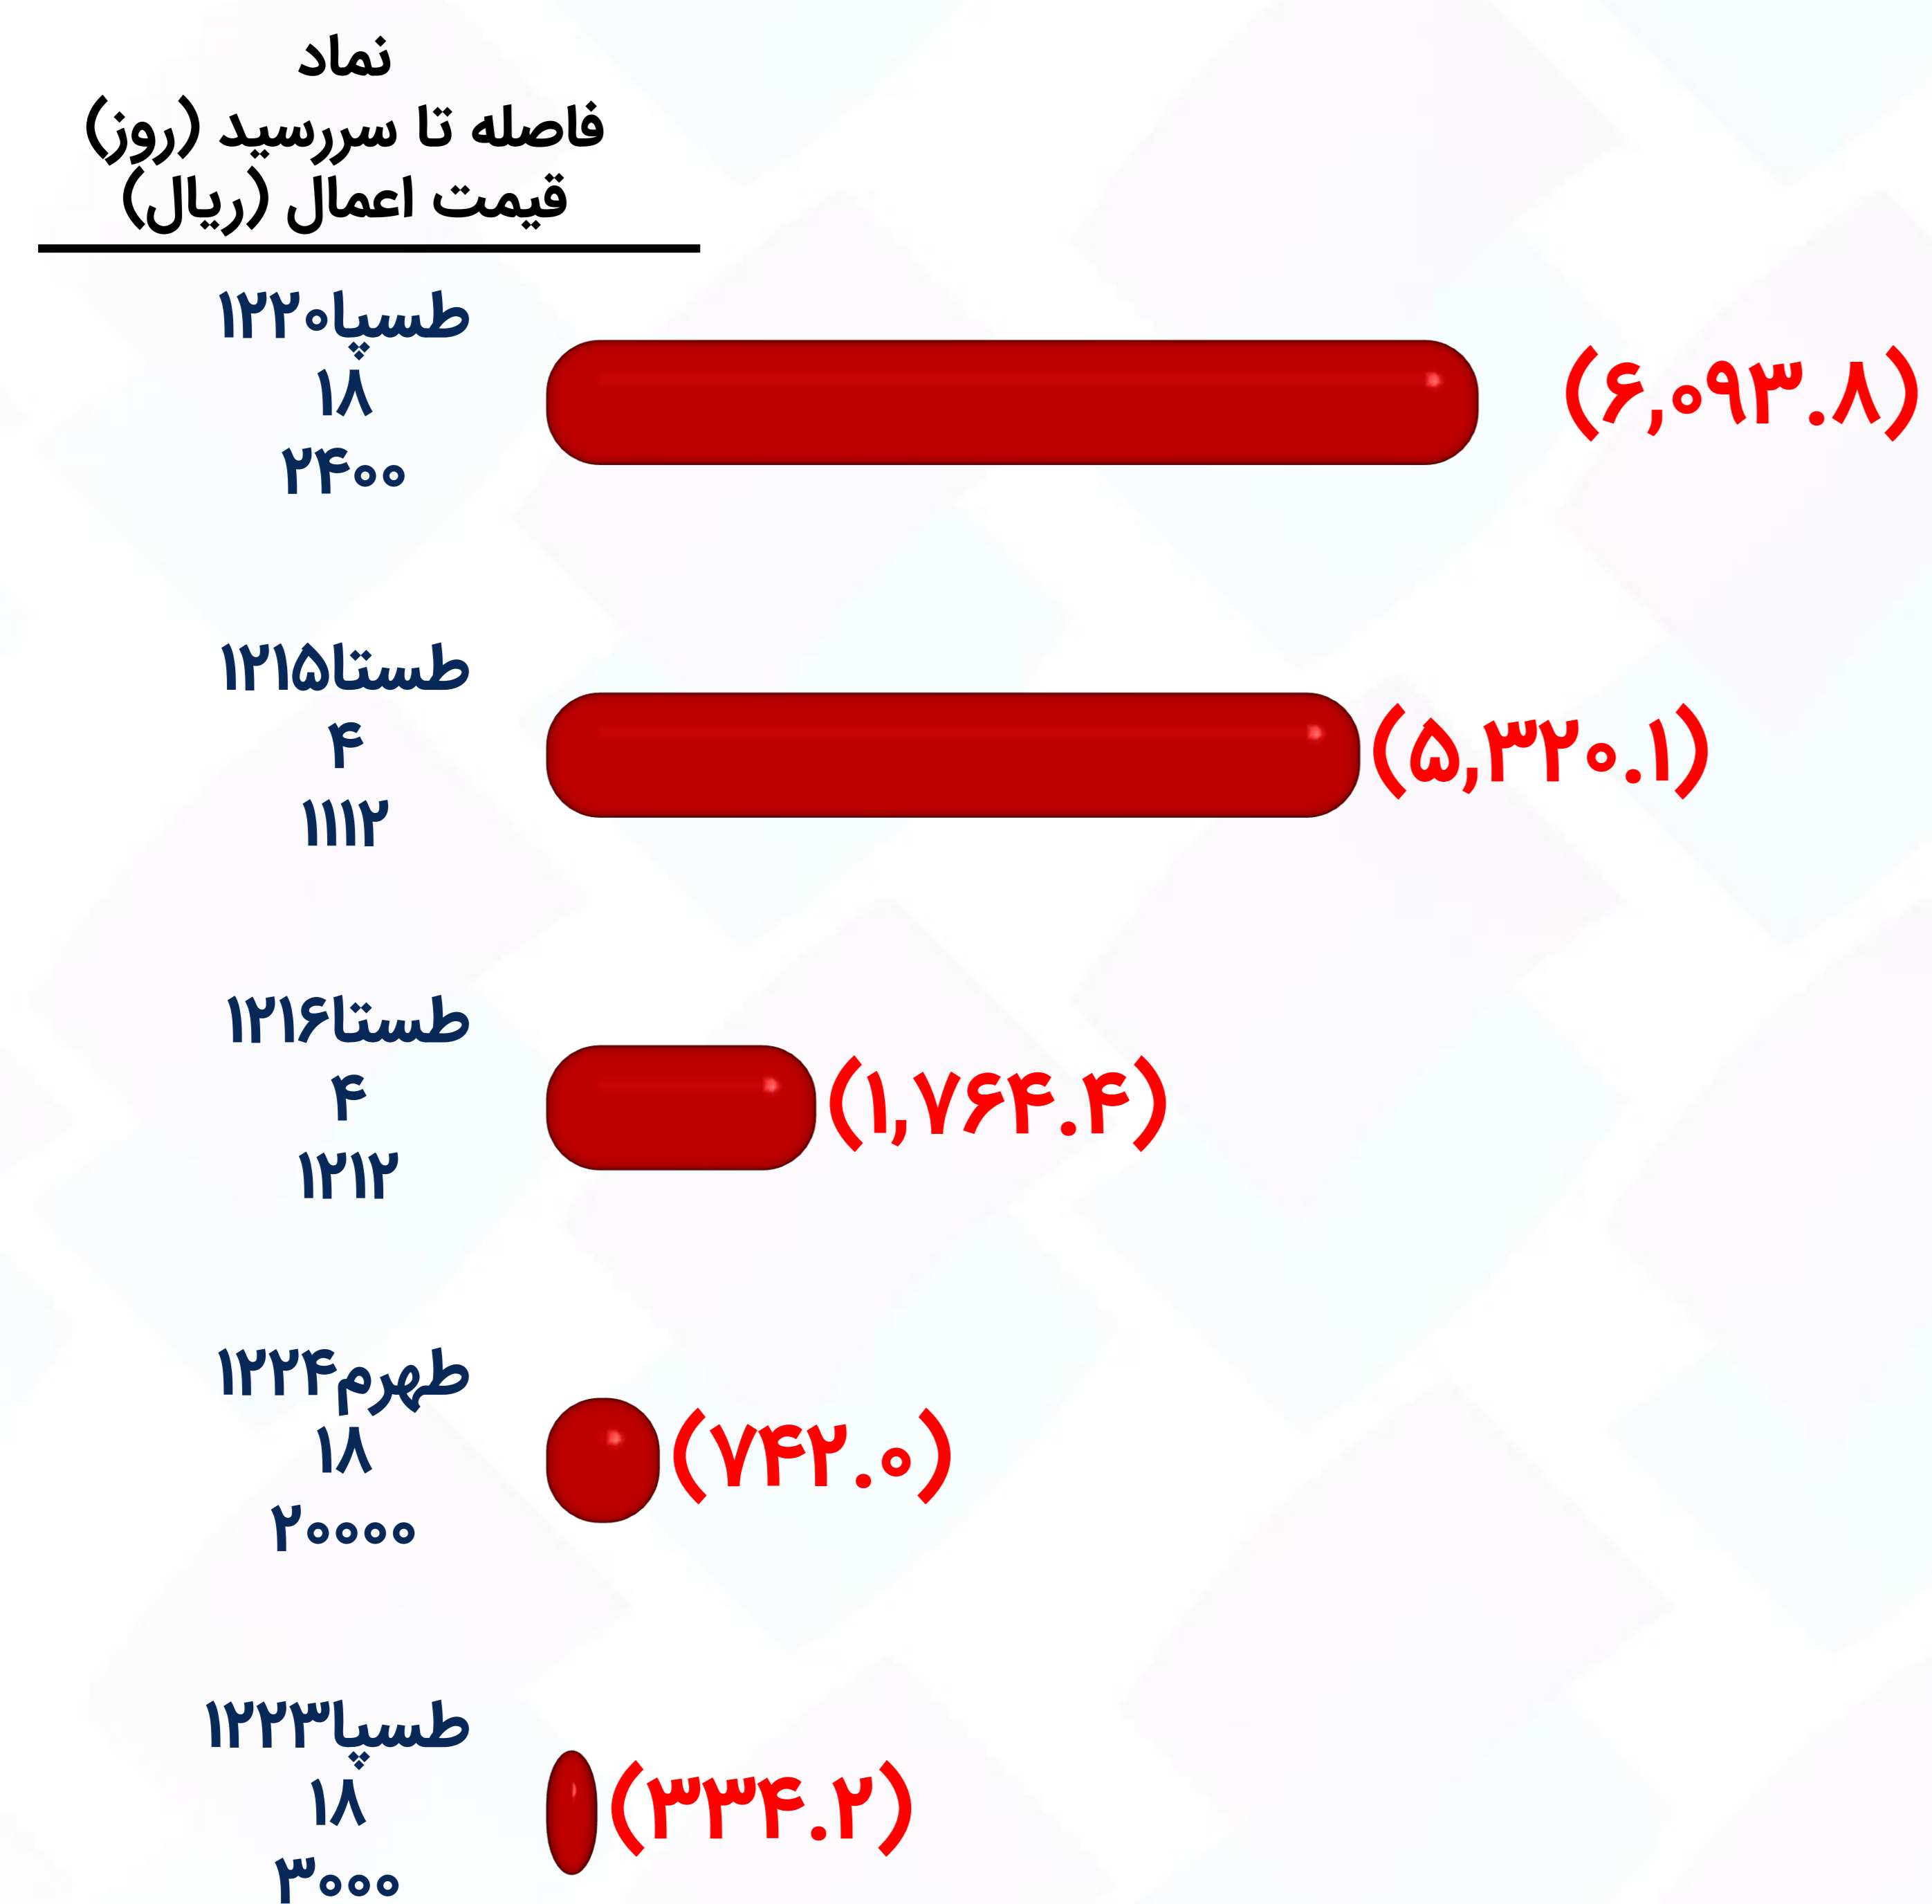 نماد
فاصله تا سررسید (روز)
قیمت اعمال (ریال)
طسپا۱۲۲۰
۱۸
۲۴۰۰
(۶,۰۹۳.۸)
طستا۱۲۱۵
۴
۱۱۱۲
(۵,۳۲۰.۱)
طستا۱۲۱۶
۴
۱۲۱۲
(۱,۷۶۴.۴)
طهرم۱۲۲۴
۱۸
۲۰۰۰۰
(۷۴۲.۰)
طسپا۱۲۲۳
۱۸
۳۰۰۰
(۳۳۴.۲)